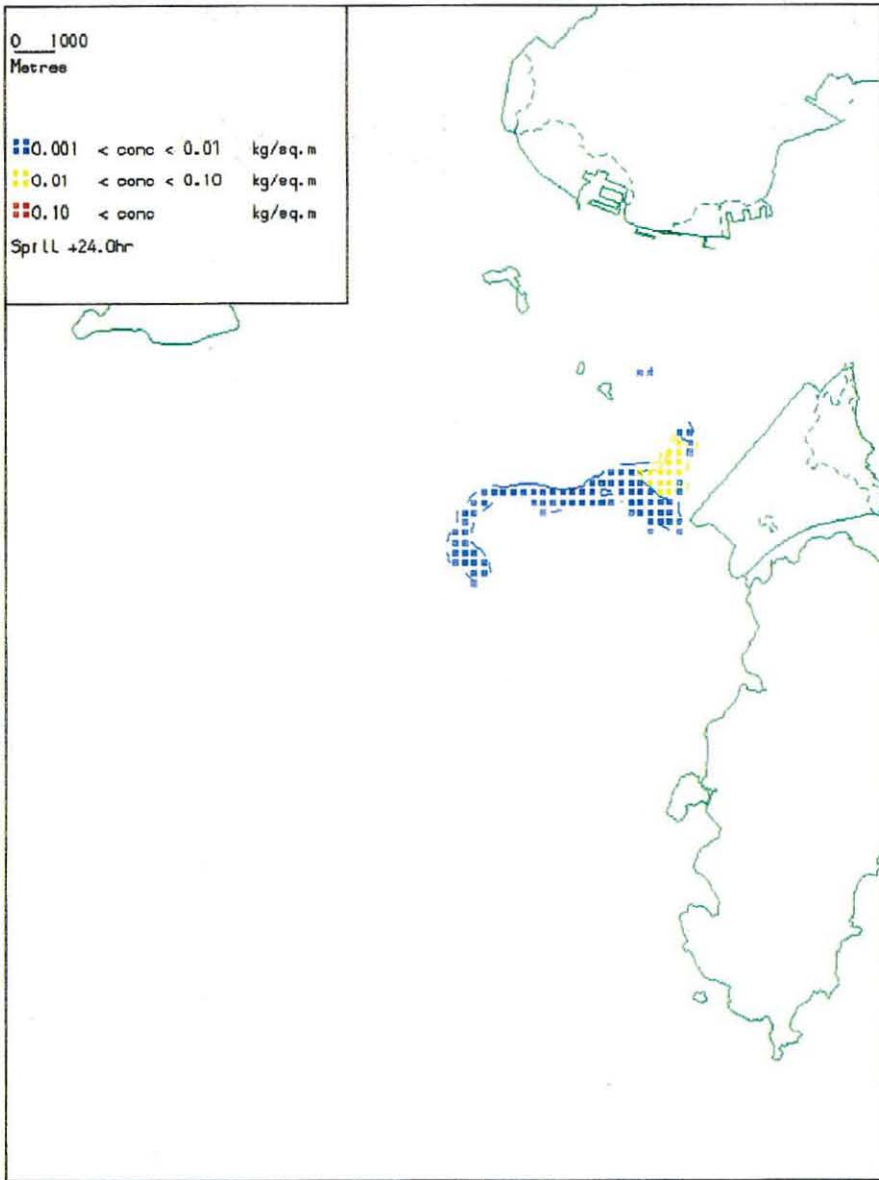 0 1000
Metres
0.001 < conc < 0.01 kg/sq.m
0.01 < conc < 0.10 kg/sq.m
0.10 < conc kg/sq.m
Spill +24.0hr